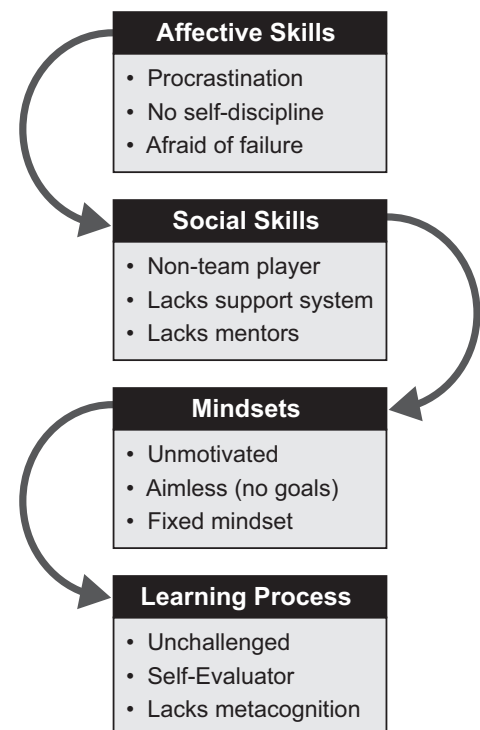 Affective Skills
• Procrastination
• No self-discipline
• Afraid of failure
Social Skills
• Non-team player
• Lacks support system
• Lacks mentors
Mindsets
• Unmotivated
• Aimless (no goals)
• Fixed mindset
Learning Process
• Unchallenged
• Self-Evaluator
• Lacks metacognition